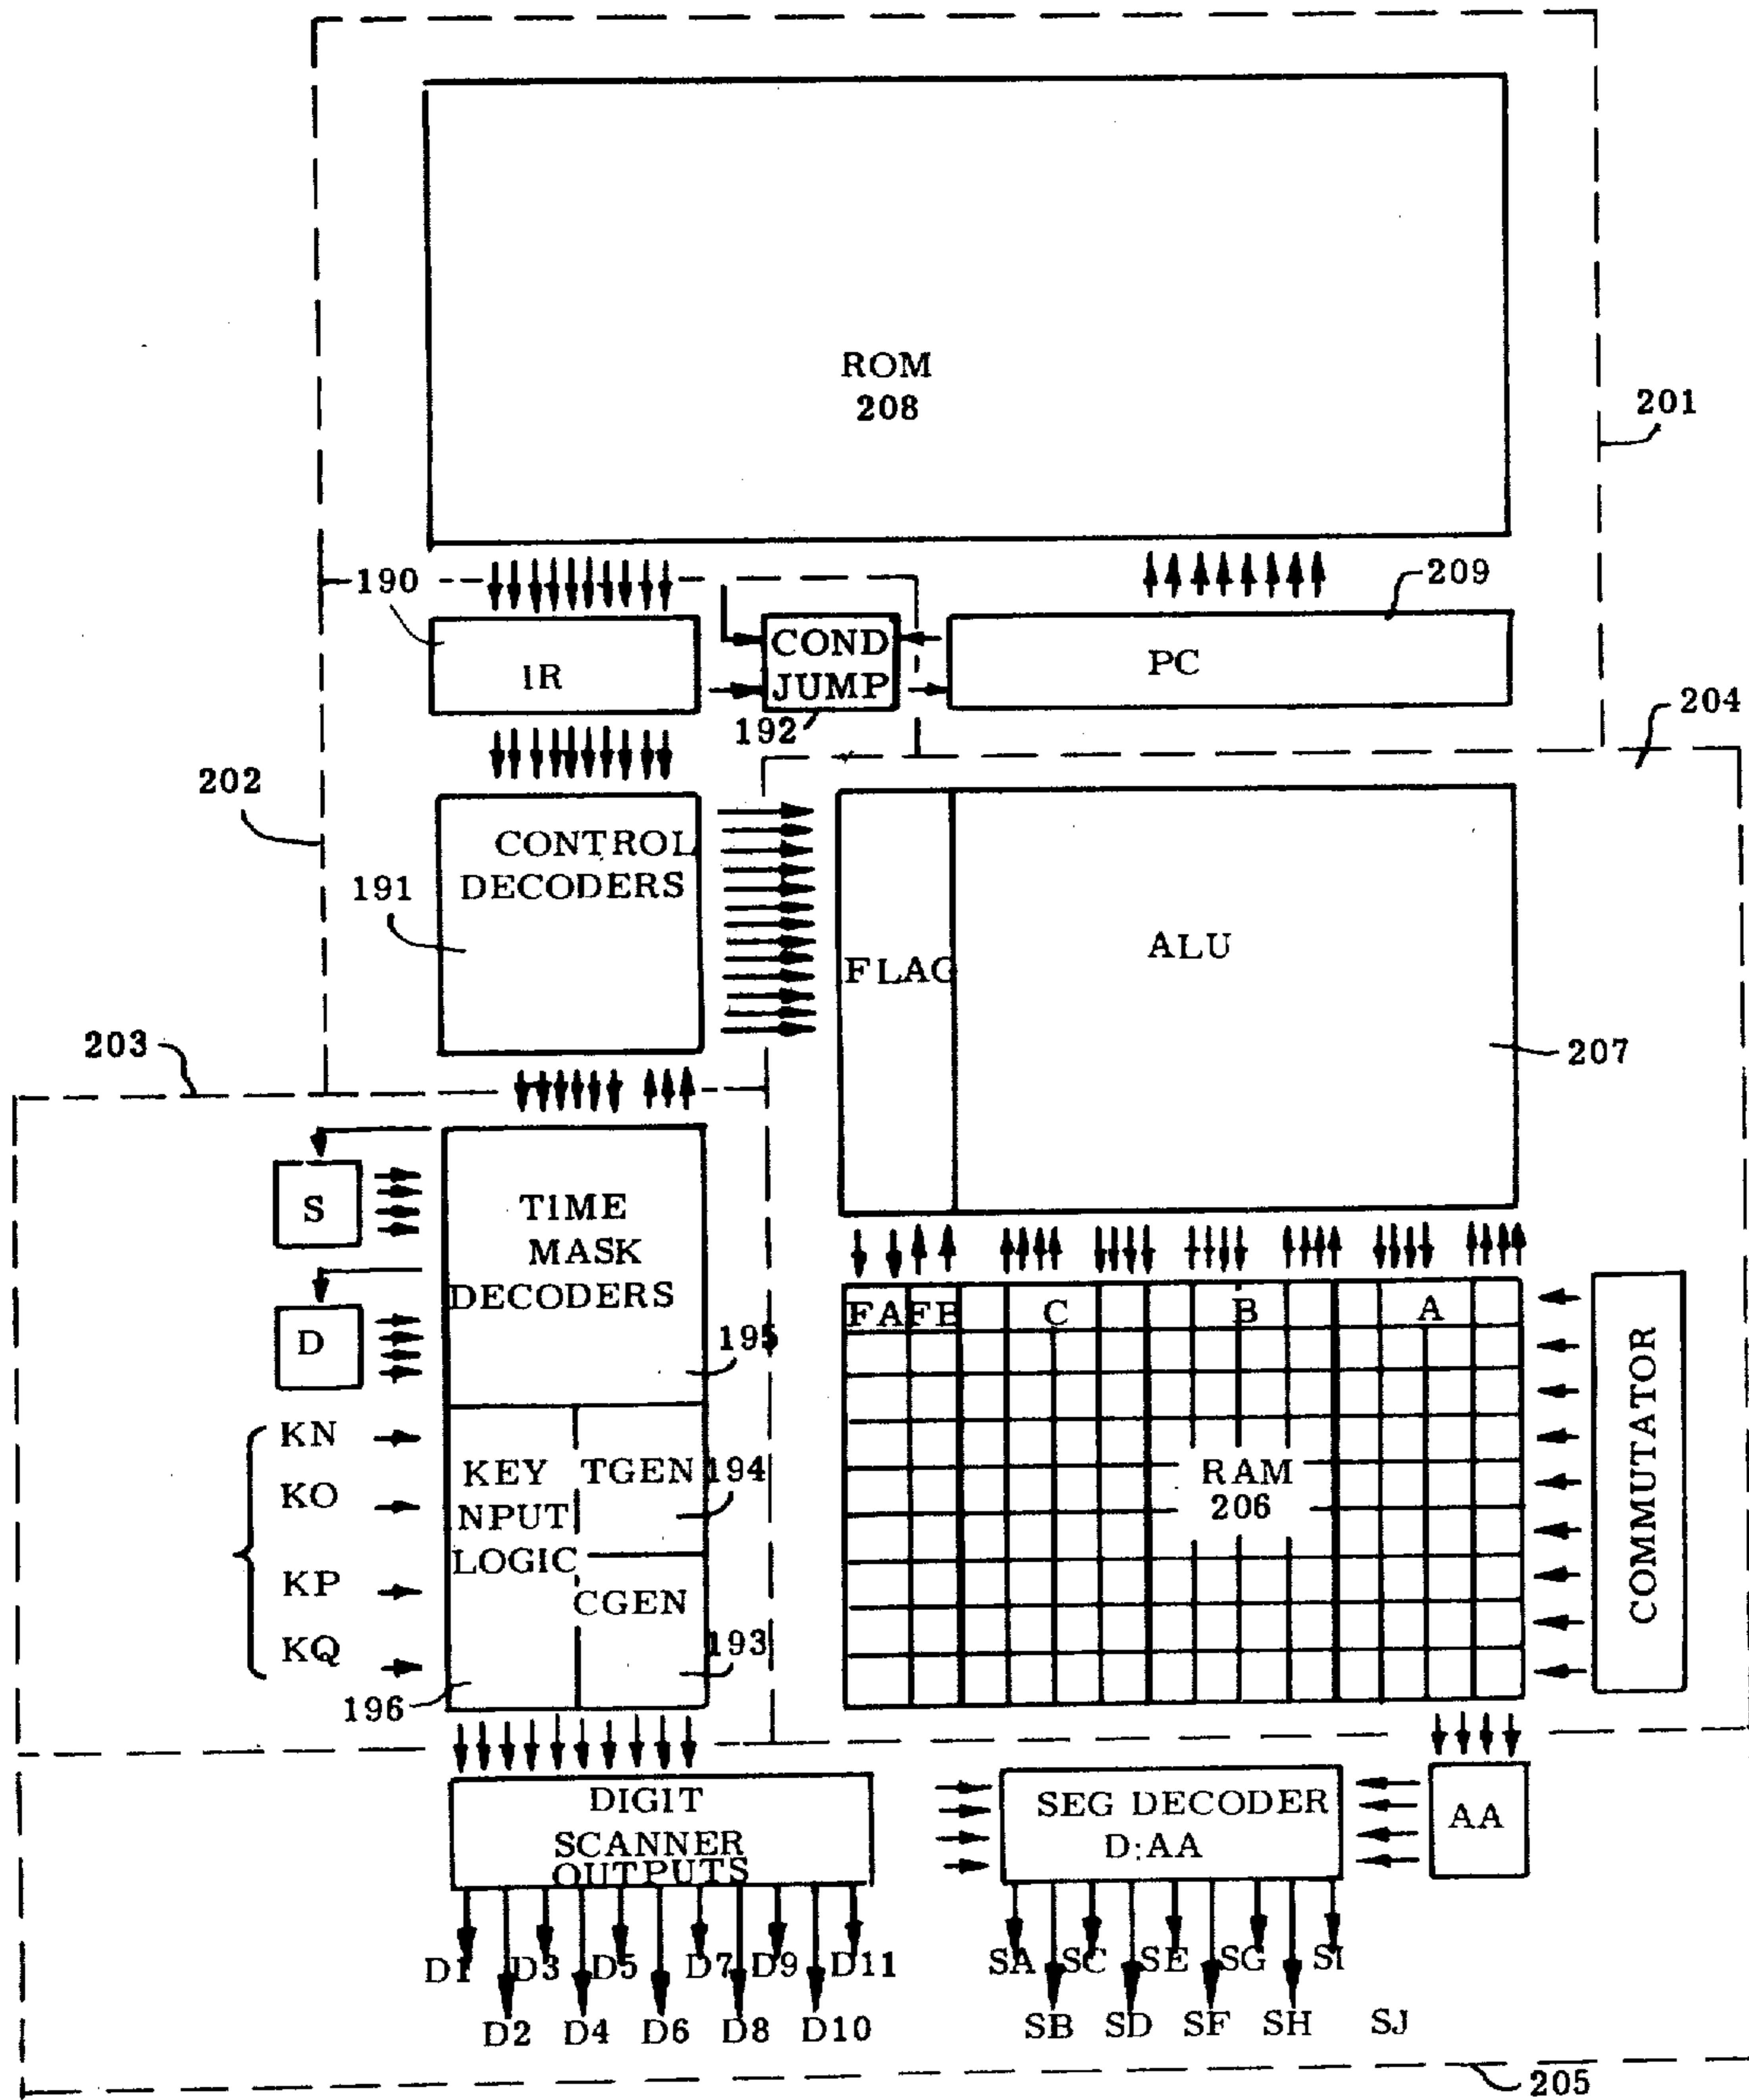 ROM
208
201
190
209
IR
COND
JUMP
192
PC
204
202
CONTROL
DECODERS
191
FLAG
ALU
207
203
S
TIME
MASK
DECODERS
D
195
FA
FB
C
B
A
COMMUTATOR
KN
KO
KP
KQ
KEY
NPUT
LOGIC
TGEN
194
CGEN
193
196
RAM
206
DIGIT
SCANNER
OUTPUTS
SEG DECODER
D:AA
AA
D1
D3
D5
D7
D9
D11
D2
D4
D6
D8
D10
SA
SC
SE
SG
SI
SB
SD
SF
SH
SJ
205